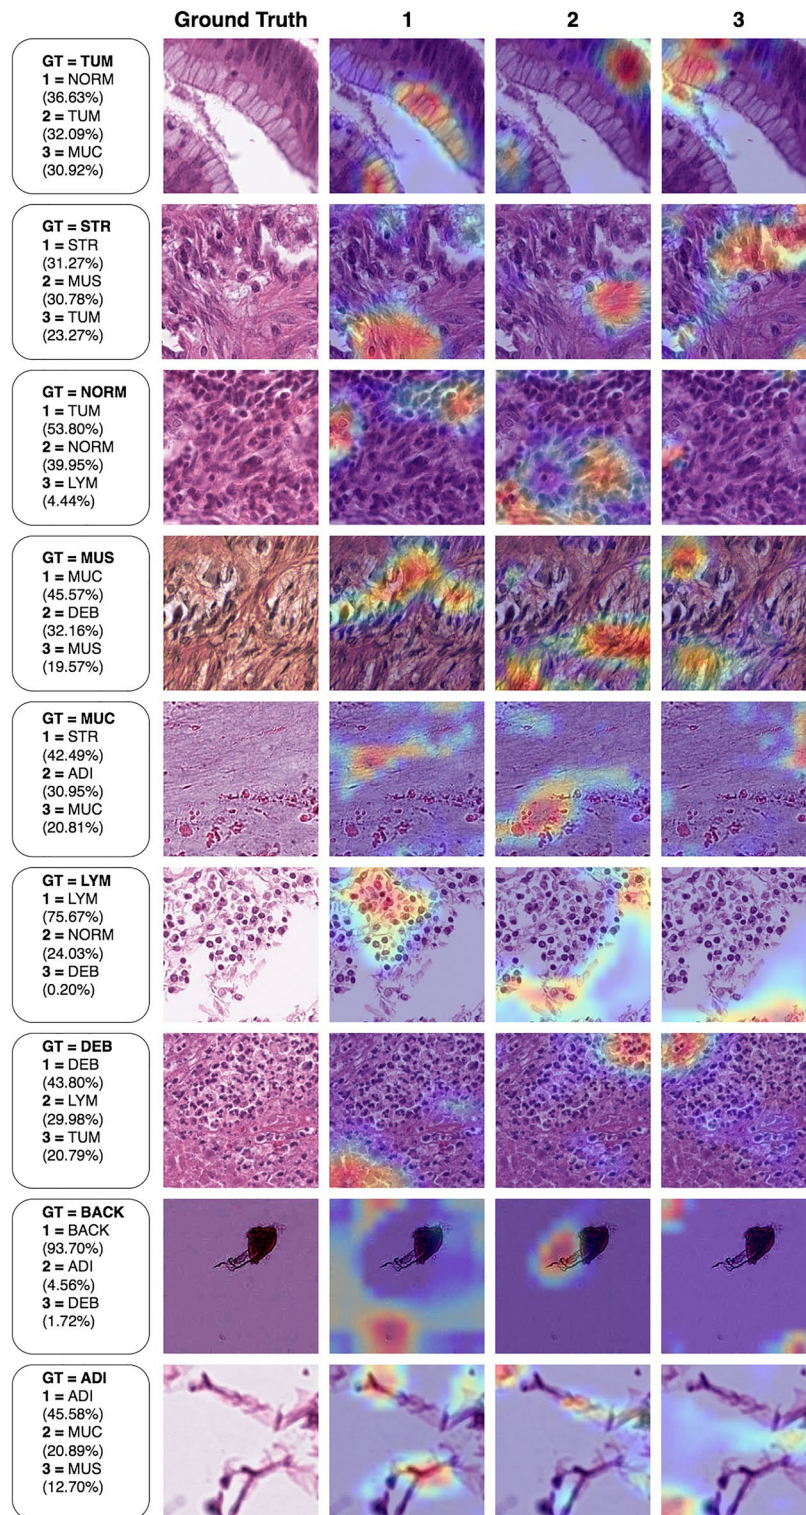 Ground Truth 1 2 3
GT = TUM
1 = NORM
(36.63%)
2 = TUM
(32.09%)
3 = MUC
(30.92%)
GT = STR
1 = STR
(31.27%)
2 = MUS
(30.78%)
3 = TUM
(23.27%)
GT = NORM
1 = TUM
(53.80%)
2 = NORM
(39.95%)
3 = LYM
(4.44%)
GT = MUS
1 = MUC
(45.57%)
2 = DEB
(32.16%)
3 = MUS
(19.57%)
GT = MUC
1 = STR
(42.49%)
2 = ADI
(30.95%)
3 = MUC
(20.81%)
GT = LYM
1 = LYM
(75.67%)
2 = NORM
(24.03%)
3 = DEB
(0.20%)
GT = DEB
1 = DEB
(43.80%)
2 = LYM
(29.98%)
3 = TUM
(20.79%)
GT = BACK
1 = BACK
(93.70%)
2 = ADI
(4.56%)
3 = DEB
(1.72%)
GT = ADI
1 = ADI
(45.58%)
2 = MUC
(20.89%)
3 = MUS
(12.70%)